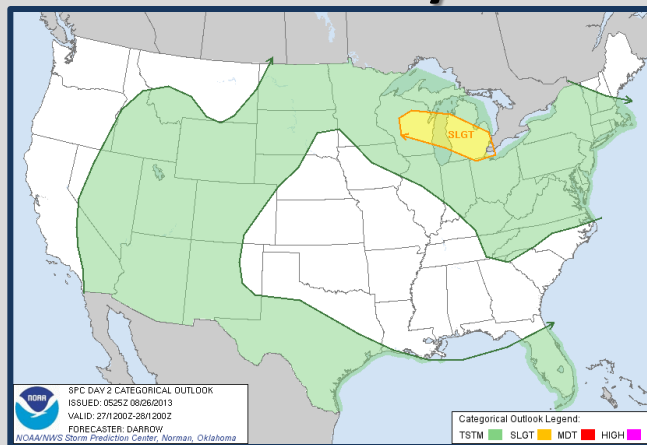 SLGT
NOAA
SPC DAY 2 CATEGORICAL OUTLOOK
ISSUED: 0525Z 08/26/2013
VALID: 27/1200Z-28/1200Z
FORECASTER: DARROW
NOAA/NWS Storm Prediction Center, Norman, Oklahoma
Categorical Outlook Legend:
TSTM SLGT MDT HIGH